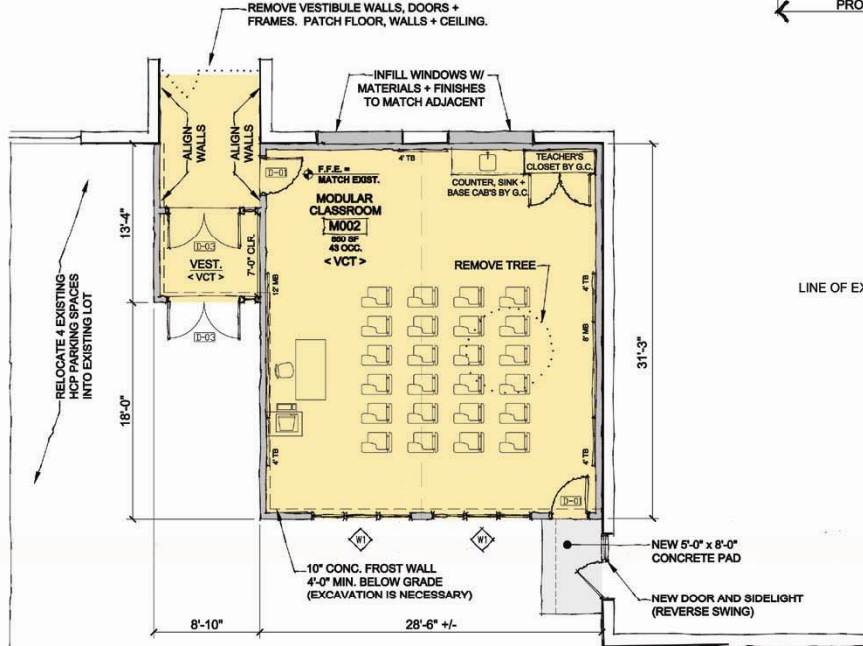 REMOVE VESTIBULE WALLS, DOORS +
FRAMES. PATCH FLOOR, WALLS + CEILING.
PRO
INFILL WINDOWS W/
MATERIALS + FINISHES
TO MATCH ADJACENT
ALIGN
WALLS
ALIGN
WALLS
4' TB
TEACHER'S
CLOSET BY G.C.
D-01
F.F.E. =
MATCH EXIST.
COUNTER, SINK +
BASE CAB'S BY G.C.
MODULAR
CLASSROOM
M002
43 OCC.
< VCT >
13'-4"
D-03
7'-0" CLR.
VEST.
< VCT >
REMOVE TREE
12' MB
4' TB
8' MB
LINE OF EX
D-03
RELOCATE 4 EXISTING
HCP PARKING SPACES
INTO EXISTING LOT
31'-3"
18'-0"
4' TB
4' TB
D-01
W1
W1
NEW 5'-0" x 8'-0"
CONCRETE PAD
10" CONC. FROST WALL
4'-0" MIN. BELOW GRADE
(EXCAVATION IS NECESSARY)
NEW DOOR AND SIDELIGHT
(REVERSE SWING)
8'-10"
28'-6" +/-